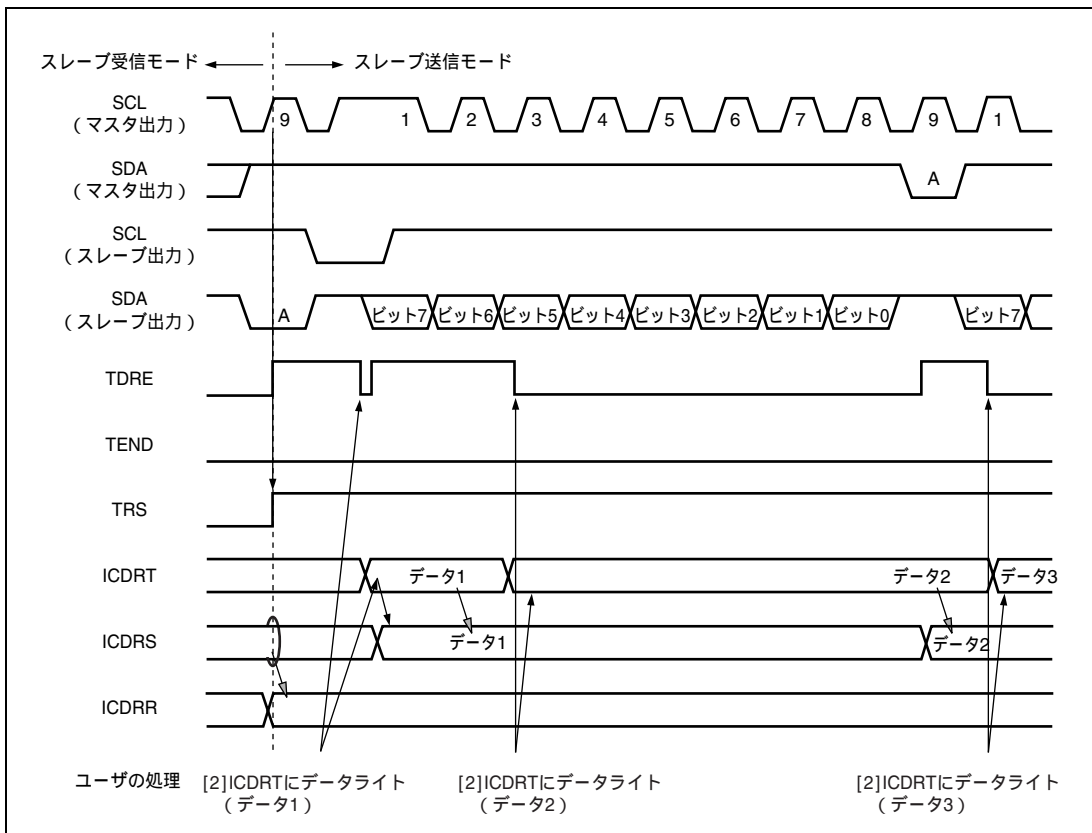 スレーブ受信モード スレーブ送信モード
SCL
（マスタ出力）
9 1 2 3 4 5 6 7 8 9 1
SDA
（マスタ出力）
A
SCL
（スレーブ出力）
SDA
（スレーブ出力）
A ビット7 ビット6 ビット5 ビット4 ビット3 ビット2 ビット1 ビット0 ビット7
TDRE
TEND
TRS
ICDRT
データ1 データ2 データ3
ICDRS
データ1 データ2
ICDRR
ユーザの処理
[2]ICDRTにデータライト
（データ1）
[2]ICDRTにデータライト
（データ2）
[2]ICDRTにデータライト
（データ3）